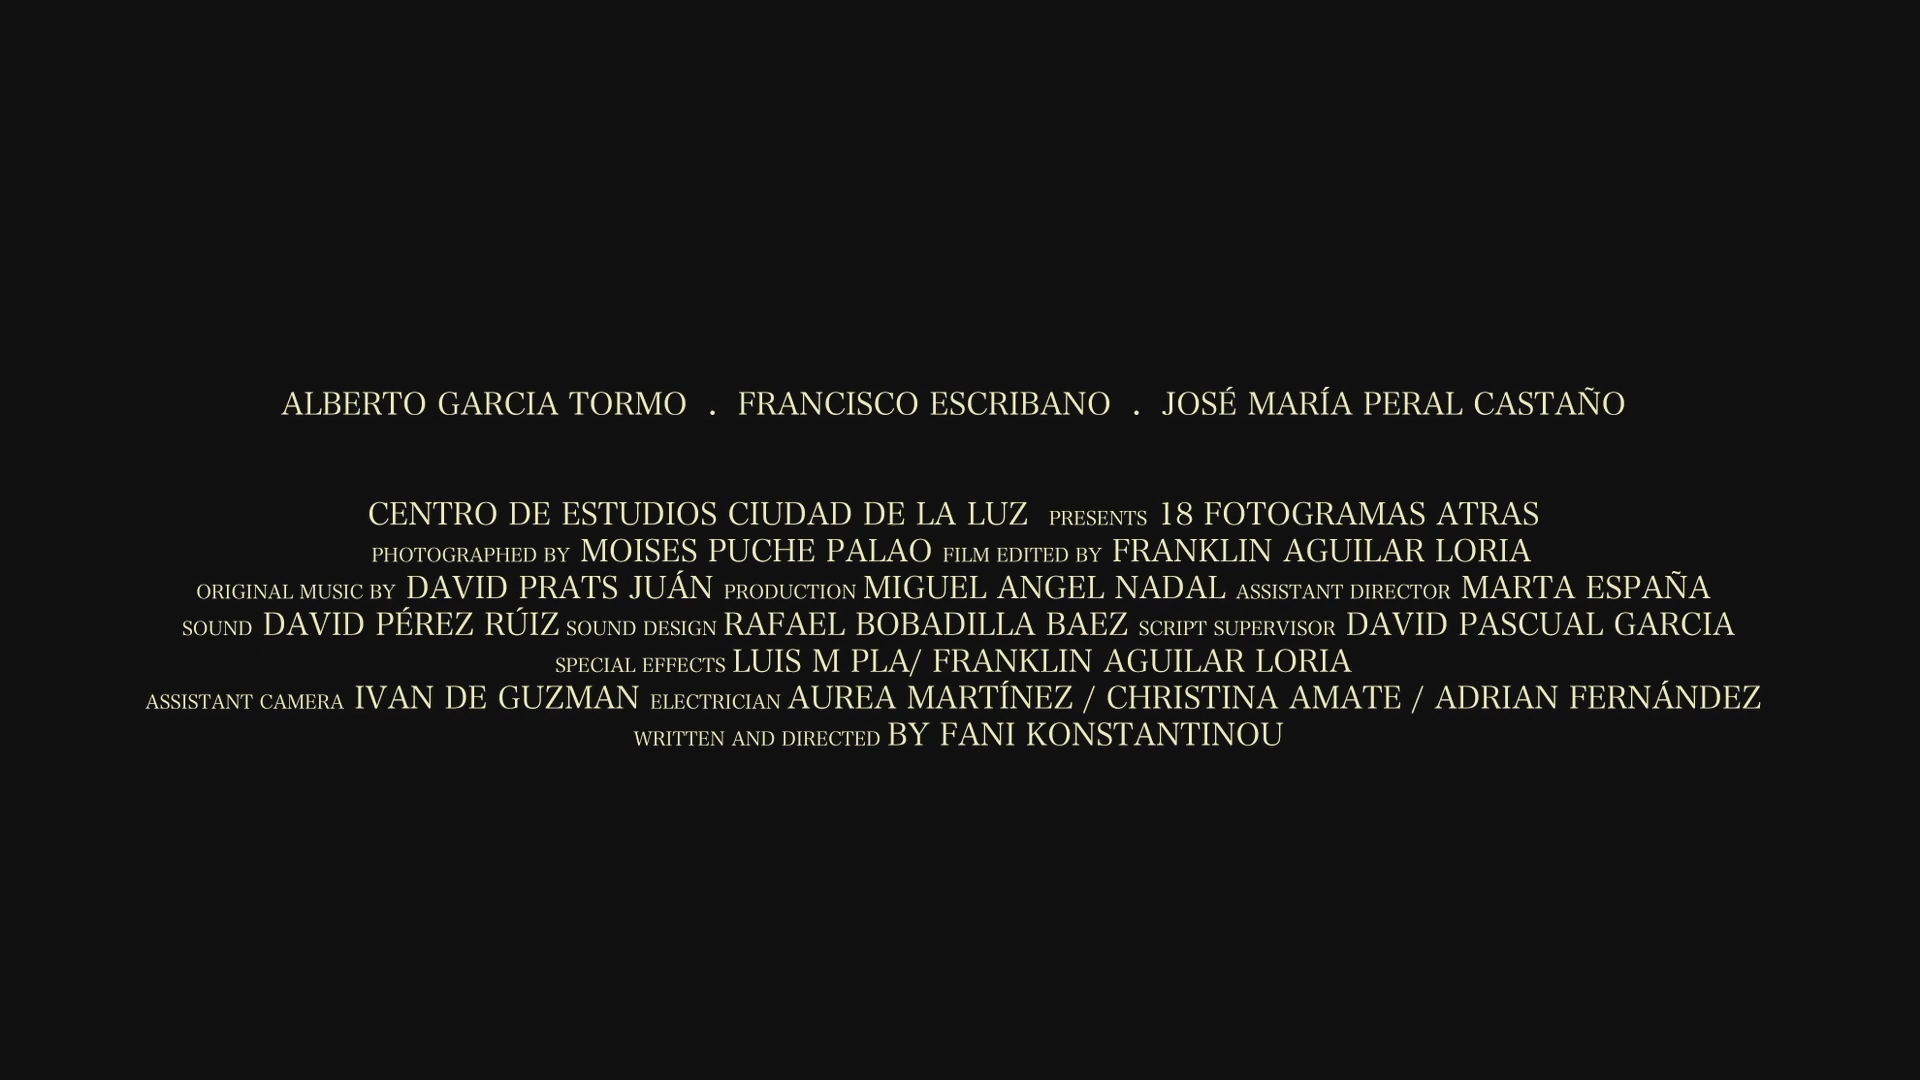 ALBERTO GARCIA TORMO . FRANCISCO ESCRIBANO . JOSÉ MARÍA PERAL CASTAÑO
CENTRO DE ESTUDIOS CIUDAD DE LA LUZ PRESENTS 18 FOTOGRAMAS ATRAS
PHOTOGRAPHED BY MOISES PUCHE PALAO FILM EDITED BY FRANKLIN AGUILAR LORIA
ORIGINAL MUSIC BY DAVID PRATS JUÁN PRODUCTION MIGUEL ANGEL NADAL ASSISTANT DIRECTOR MARTA ESPAÑA
SOUND DAVID PÉREZ RÚIZ SOUND DESIGN RAFAEL BOBADILLA BAEZ SCRIPT SUPERVISOR DAVID PASCUAL GARCIA
SPECIAL EFFECTS LUIS M PLA/ FRANKLIN AGUILAR LORIA
ASSISTANT CAMERA IVAN DE GUZMAN ELECTRICIAN AUREA MARTÍNEZ / CHRISTINA AMATE / ADRIAN FERNÁNDEZ
WRITTEN AND DIRECTED BY FANI KONSTANTINOU